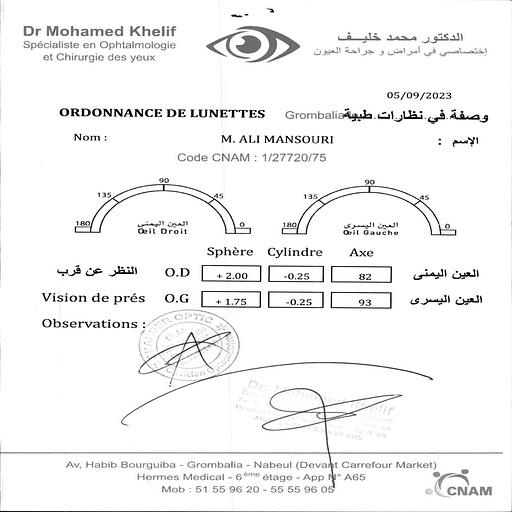 Dr Mohamed Khelif
Spécialiste en Ophtalmologie
et Chirurgie des yeux
الدكتور محمد خليف
إختصاصي في أمراض و جراحة العيون
05/09/2023
ORDONNANCE DE LUNETTES Grombalia وصفة في نظارات طبية
Nom : M. ALI MANSOURI الإسم :
Code CNAM : 1/27720/75
180 135 90 45 0
العين اليمنى
Œil Droit
180 135 90 45 0
العين اليسرى
Œil Gauche
Sphère Cylindre Axe
النظر عن قرب O.D + 2.00 -0.25 82 العين اليمنى
Vision de prés O.G + 1.75 -0.25 93 العين اليسرى
Observations :
OPTIC
Dr. Mohamed Khelif
Av, Habib Bourguiba - Grombalia - Nabeul (Devant Carrefour Market)
Hermes Medical - 6ème étage - App N° A65
Mob : 51 55 96 20 - 55 55 96 05
CNAM